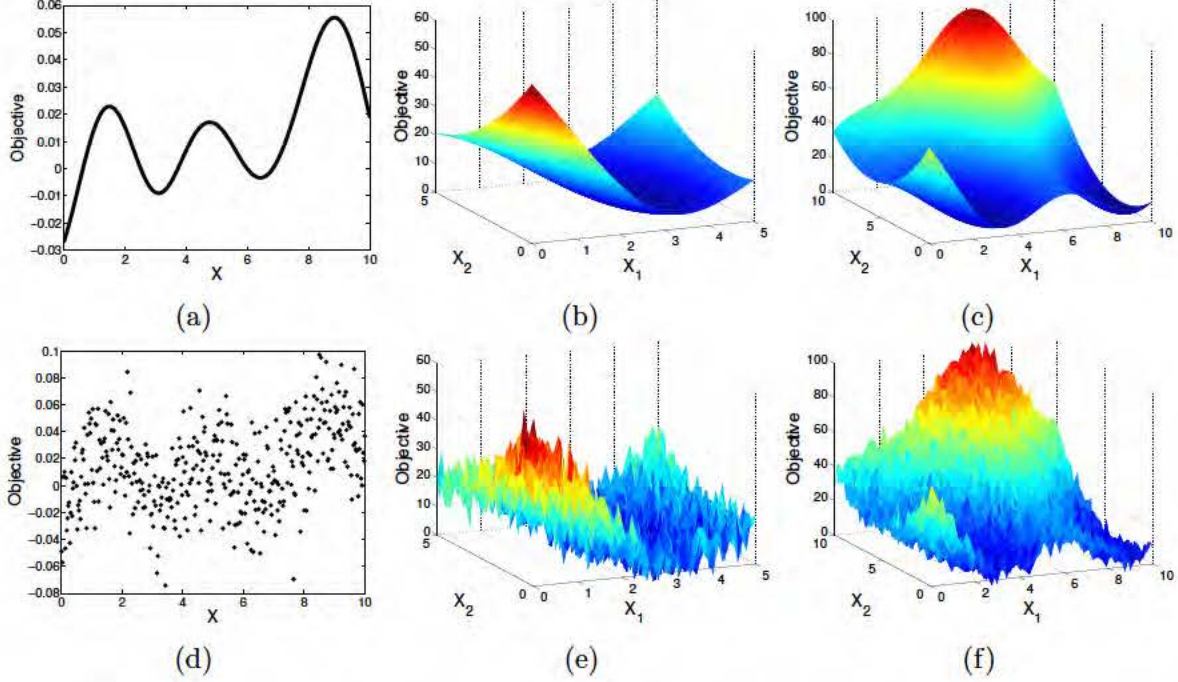 0.06
0.05
0.04
0.03
0.02
0.01
0
−0.01
−0.02
−0.03
0 2 4 6 8 10
Objective
X
(a)
60
50
40
30
20
10
0
Objective
5
0
X2
0 1 2 3 4 5
X1
(b)
100
80
60
40
20
0
Objective
10
5
0
X2
0 2 4 6 8 10
X1
(c)
0.1
0.08
0.06
0.04
0.02
0
−0.02
−0.04
−0.06
−0.08
0 2 4 6 8 10
Objective
X
(d)
60
50
40
30
20
10
0
Objective
5
0
X2
0 1 2 3 4 5
X1
(e)
100
80
60
40
20
0
Objective
10
5
0
X2
0 2 4 6 8 10
X1
(f)